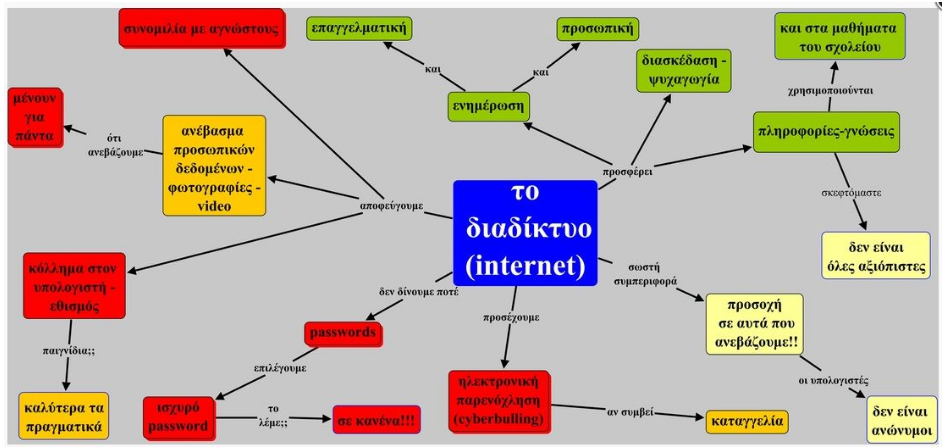 συνομιλία με αγνώστους
επαγγελματική
προσωπική
και στα μαθήματα
του σχολείου
διασκέδαση -
ψυχαγωγία
και
και
χρησιμοποιούνται
μένουν
για
πάντα
ενημέρωση
ότι
ανεβάζουμε
ανέβασμα
προσωπικών
δεδομένων -
φωτογραφίες -
video
πληροφορίες-γνώσεις
προσφέρει
αποφεύγουμε
σκεφτόμαστε
το
διαδίκτυο
(internet)
δεν είναι
όλες αξιόπιστες
κόλλημα στον
υπολογιστή -
εθισμός
δεν δίνουμε ποτέ
σωστή
συμπεριφορά
προσέχουμε
passwords
προσοχή
σε αυτά που
ανεβάζουμε!!
παιγνίδια;;
επιλέγουμε
οι υπολογιστές
καλύτερα τα
πραγματικά
ισχυρό
password
το
λέμε;;
σε κανένα!!!
ηλεκτρονική
παρενόχληση
(cyberbulling)
αν συμβεί
καταγγελία
δεν είναι
ανώνυμοι